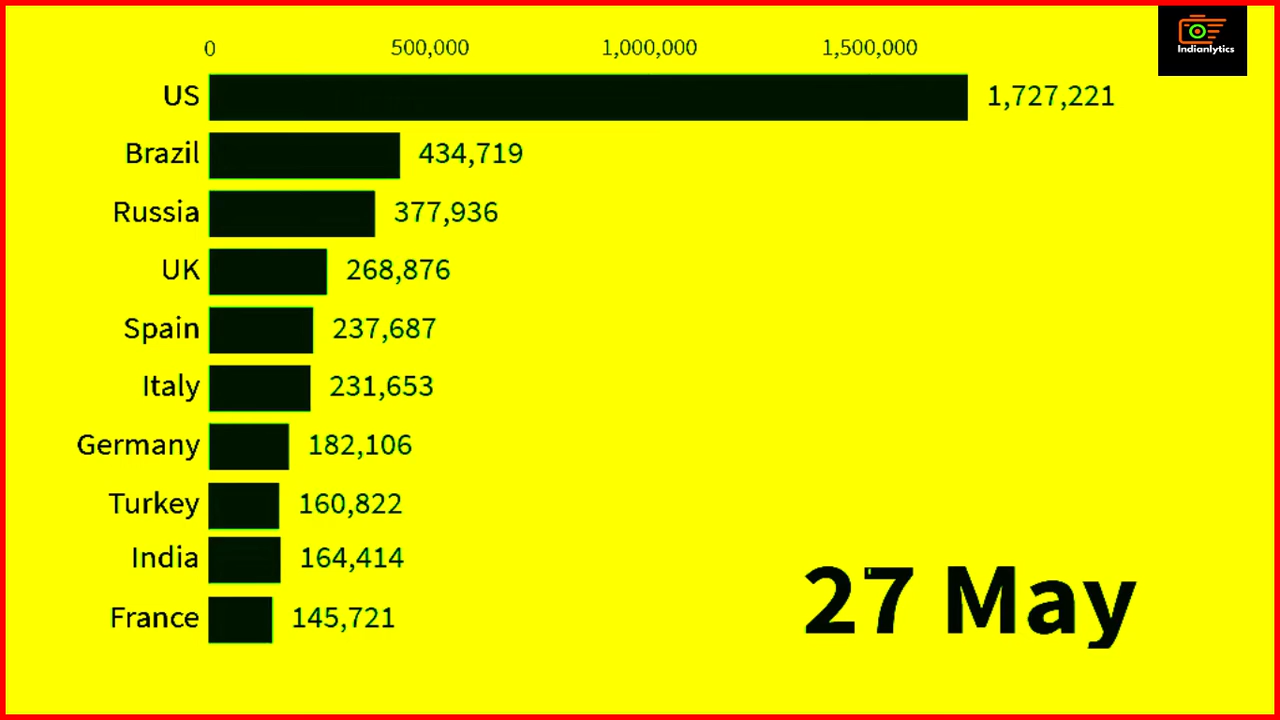 0 500,000 1,000,000 1,500,000
Indianlytics
US 1,727,221
Brazil 434,719
Russia 377,936
UK 268,876
Spain 237,687
Italy 231,653
Germany 182,106
Turkey 160,822
India 164,414
France 145,721
27 May